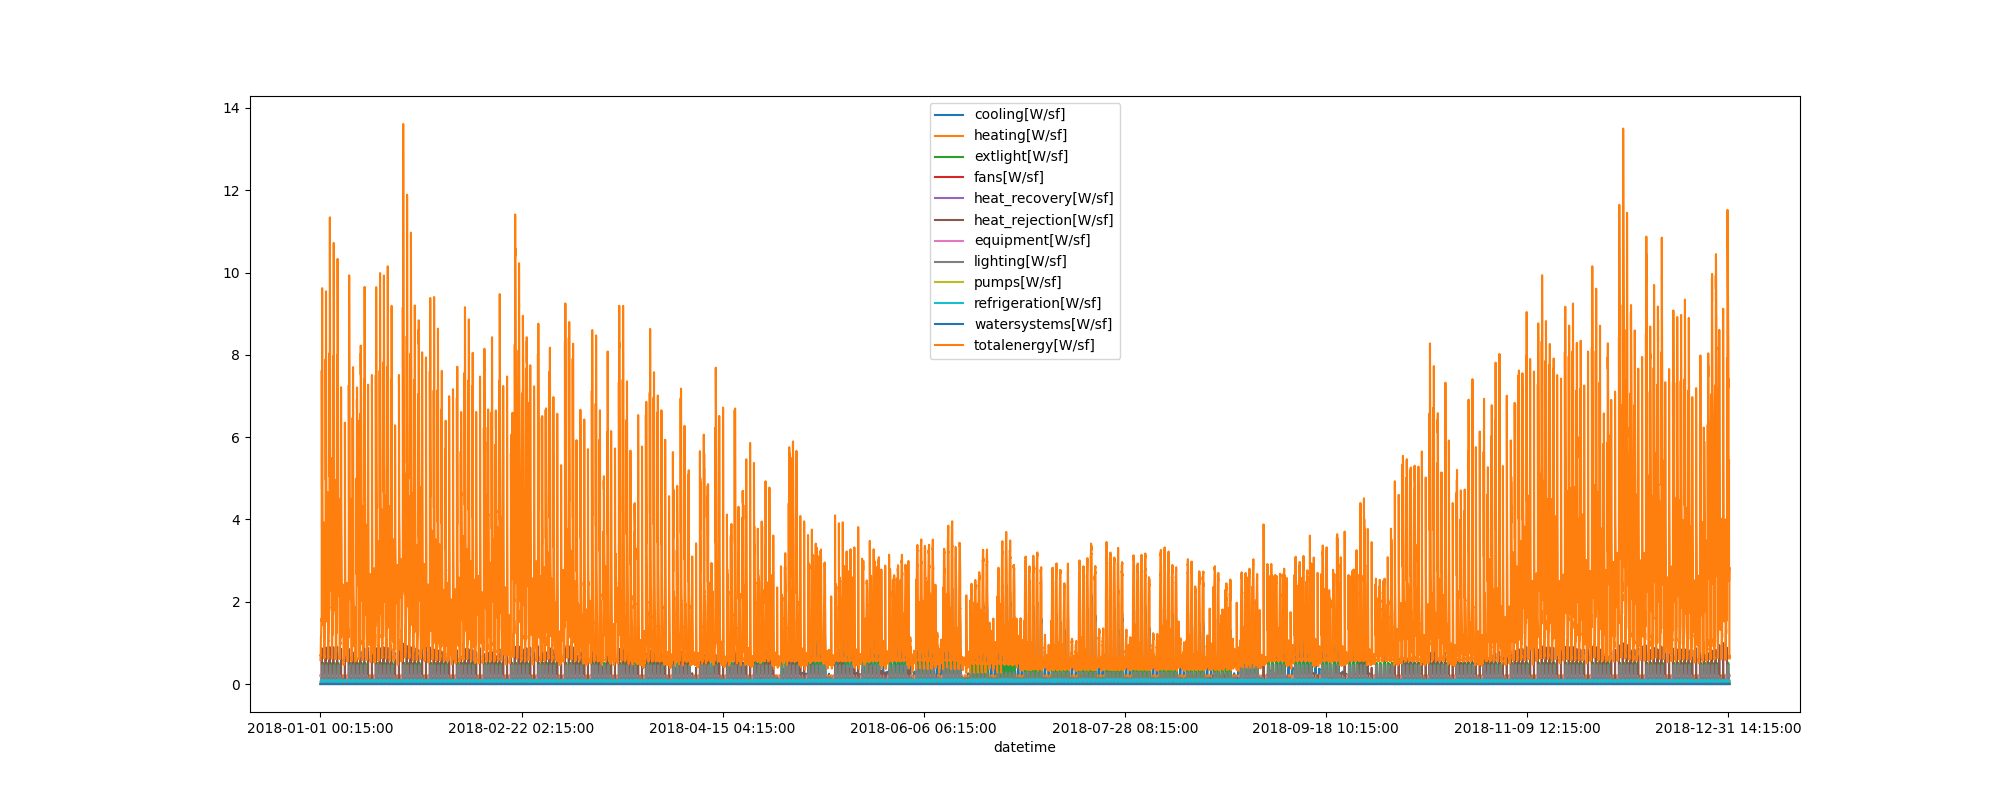 14
12
10
8
6
4
2
0
cooling[W/sf]
heating[W/sf]
extlight[W/sf]
fans[W/sf]
heat_recovery[W/sf]
heat_rejection[W/sf]
equipment[W/sf]
lighting[W/sf]
pumps[W/sf]
refrigeration[W/sf]
watersystems[W/sf]
totalenergy[W/sf]
2018-01-01 00:15:00 2018-02-22 02:15:00 2018-04-15 04:15:00 2018-06-06 06:15:00 2018-07-28 08:15:00 2018-09-18 10:15:00 2018-11-09 12:15:00 2018-12-31 14:15:00
datetime